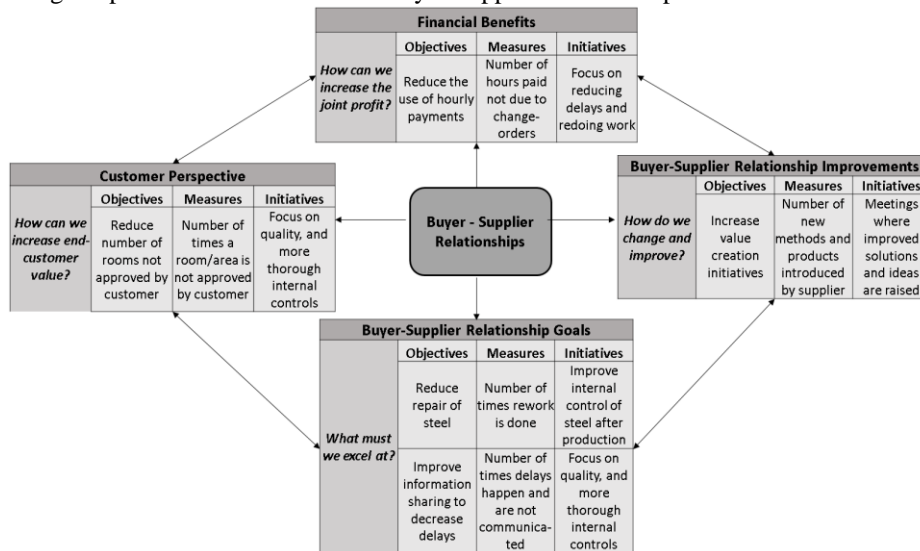 Financial Benefits
How can we
increase the
joint profit?
Objectives
Reduce the
use of hourly
payments
Measures
Number of
hours paid
not due to
change-
orders
Initiatives
Focus on
reducing
delays and
redoing work
Customer Perspective
How can we
increase end-
customer
value?
Objectives
Reduce
number of
rooms not
approved by
customer
Measures
Number of
times a
room/area is
not approved
by customer
Initiatives
Focus on
quality, and
more
thorough
internal
controls
Buyer - Supplier
Relationships
Buyer-Supplier Relationship Improvements
How do we
change and
improve?
Objectives
Increase
value
creation
initiatives
Measures
Number of
new
methods and
products
introduced
by supplier
Initiatives
Meetings
where
improved
solutions
and ideas
are raised
Buyer-Supplier Relationship Goals
What must
we excel at?
Objectives
Measures
Initiatives
Reduce
repair of
steel
Number of
times rework
is done
Improve
internal
control of
steel after
production
Improve
information
sharing to
decrease
delays
Number of
times delays
happen and
are not
communica-
ted
Focus on
quality, and
more
thorough
internal
controls